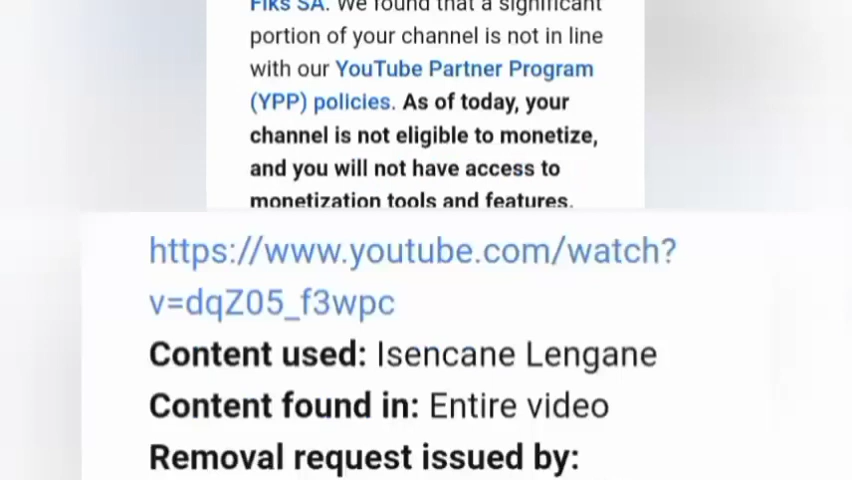 Fiks SA. We found that a significant
portion of your channel is not in line
with our YouTube Partner Program
(YPP) policies. As of today, your
channel is not eligible to monetize,
and you will not have access to
monetization tools and features.
https://www.youtube.com/watch?
v=dqZ05_f3wpc
Content used: Isencane Lengane
Content found in: Entire video
Removal request issued by: